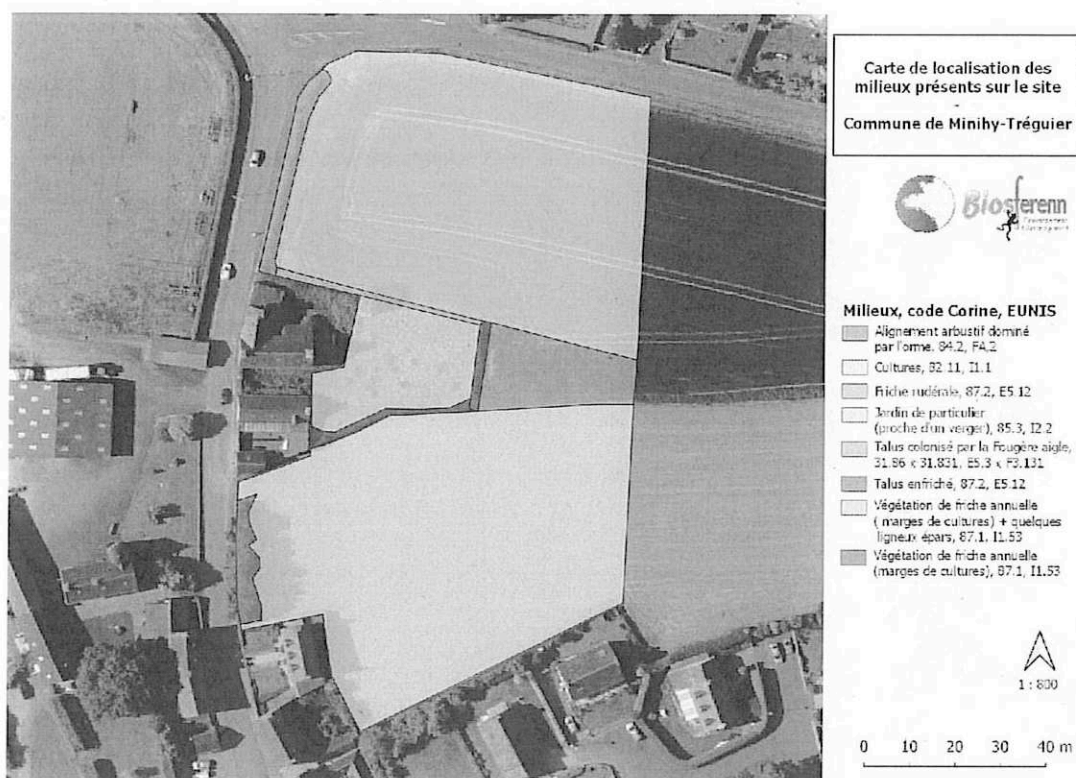 Carte de localisation des
milieux présents sur le site
-
Commune de Minihy-Tréguier
Biosferenn
Milieux, code Corine, EUNIS
Alignement arbustif dominé
par l'orme, 84.2, FA.2
Cultures, 82.11, I1.1
Friche rudérale, 87.2, E5.12
Jardin de particulier
(proche d'un verger), 85.3, I2.2
Talus colonisé par la Fougère aigle,
31.86 x 31.831, E5.3 x F3.131
Talus enfriché, 87.2, E5.12
Végétation de friche annuelle
( marges de cultures) + quelques
ligneux épars, 87.1, I1.53
Végétation de friche annuelle
(marges de cultures), 87.1, I1.53
1 : 800
0 10 20 30 40 m